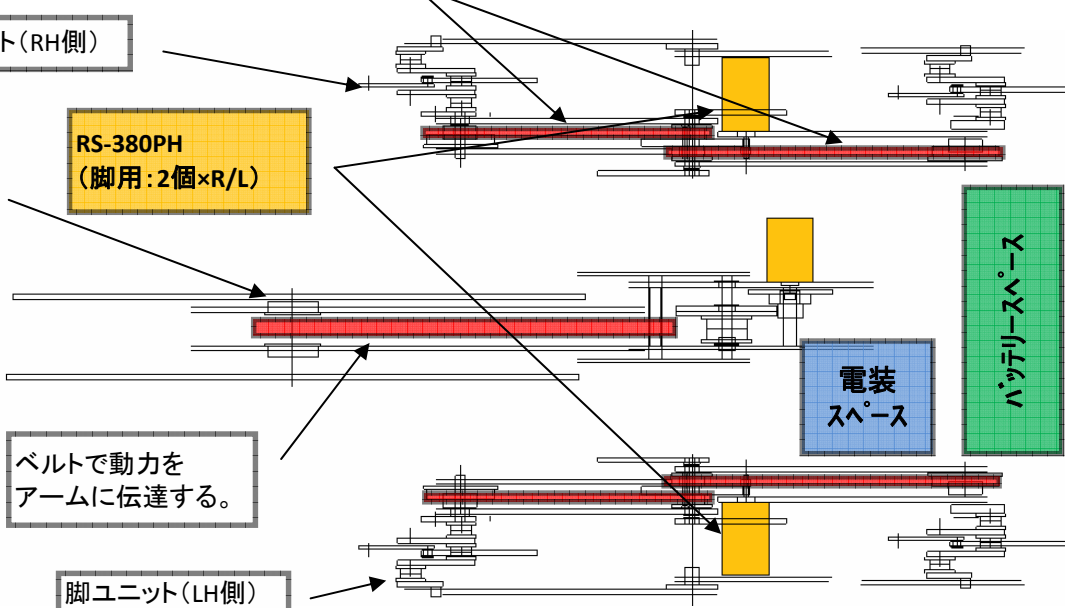 ト（RH側）
RS-380PH
（脚用：2個×R/L）
バッテリースペース
電装
スペース
ベルトで動力を
アームに伝達する。
脚ユニット（LH側）